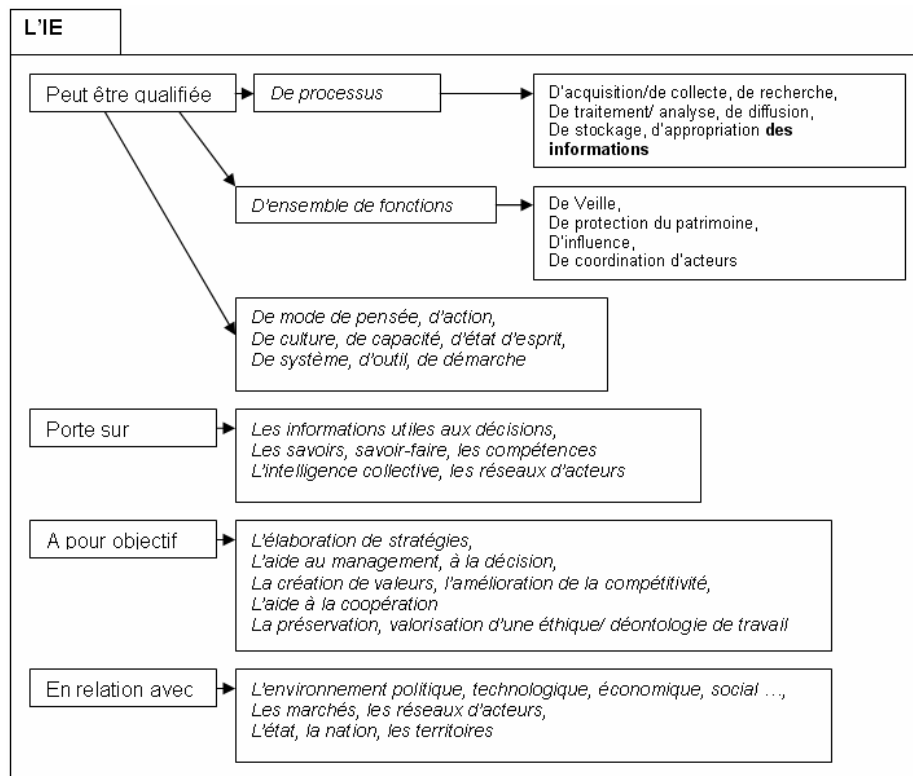 L'IE
Peut être qualifiée
De processus
D'acquisition/de collecte, de recherche,
De traitement/ analyse, de diffusion,
De stockage, d'appropriation des
informations
D'ensemble de fonctions
De Veille,
De protection du patrimoine,
D'influence,
De coordination d'acteurs
De mode de pensée, d'action,
De culture, de capacité, d'état d'esprit,
De système, d'outil, de démarche
Porte sur
Les informations utiles aux décisions,
Les savoirs, savoir-faire, les compétences
L'intelligence collective, les réseaux d'acteurs
A pour objectif
L'élaboration de stratégies,
L'aide au management, à la décision,
La création de valeurs, l'amélioration de la compétitivité,
L'aide à la coopération
La préservation, valorisation d'une éthique/ déontologie de travail
En relation avec
L'environnement politique, technologique, économique, social …,
Les marchés, les réseaux d'acteurs,
L'état, la nation, les territoires